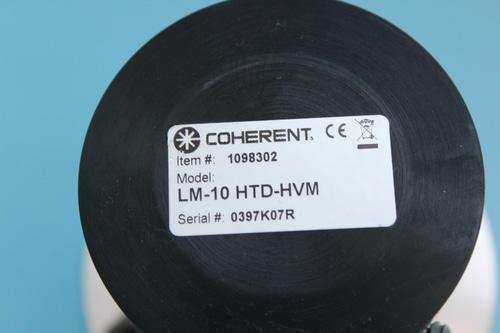 COHERENT® CE
Item #: 1098302
Model:
LM-10 HTD-HVM
Serial #: 0397K07R